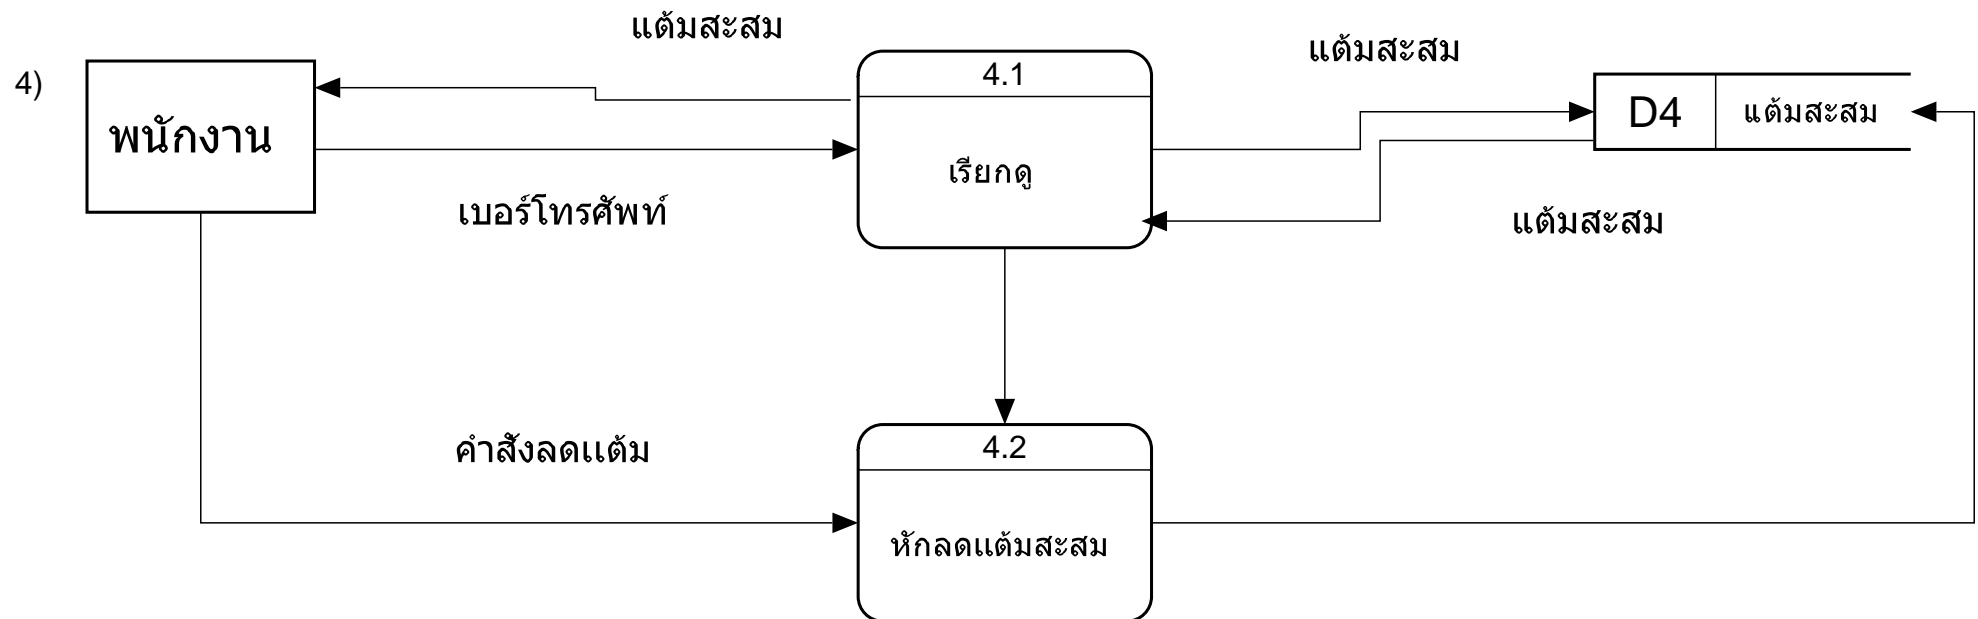 แต้มสะสม
แต้มสะสม
4)
4.1
พนักงาน
D4
แต้มสะสม
เรียกดู
เบอร์โทรศัพท์
แต้มสะสม
คำสั่งลดแต้ม
4.2
หักลดแต้มสะสม